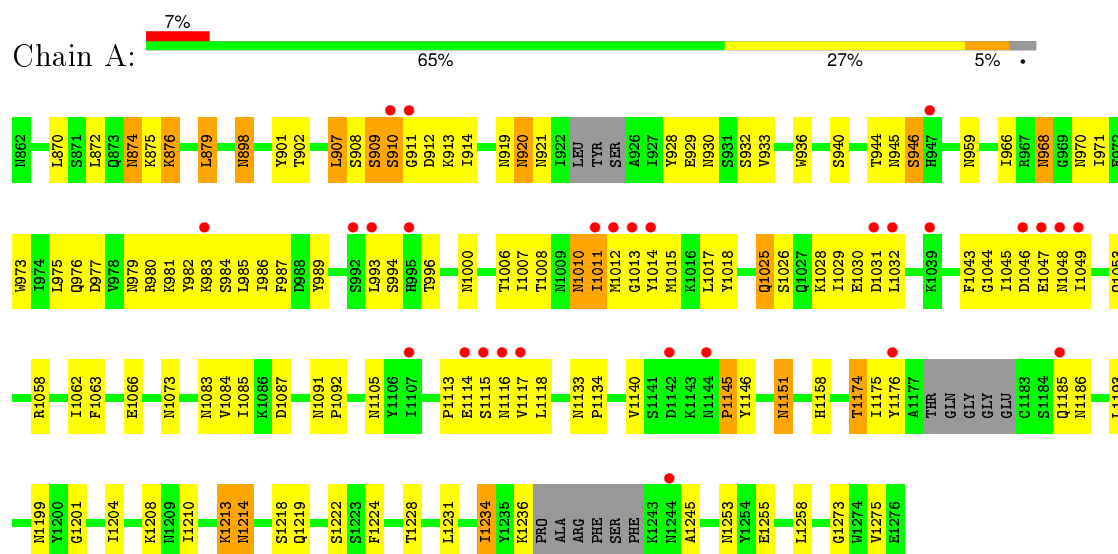 7%
Chain A:
65% 27% 5% •
N862 L870 S871 L872 Q873 N874 K875 K876 L879 N898 Y901 T902 L907 S908 S909 S910 G911 D912 K913 I914 N919 N920 N921 I922 LEU TYR SER A926 I927 Y928 E929 N930 S931 S932 V933 W936 S940 T944 N945 S946 H947 N959 I966 R967 N968 G969 N970 I971
W973 I974 L975 Q976 D977 V978 N979 R980 K981 Y982 K983 S984 L985 I986 F987 D988 Y989 S992 L993 S994 H995 T996 N1000 T1006 I1007 T1008 N1009 N1010 I1011 M1012 G1013 Y1014 M1015 K1016 L1017 Y1018 Q1025 S1026 Q1027 K1028 I1029 E1030 D1031 L1032 K1039 F1043 G1044 I1045 D1046 E1047 N1048 I1049
R1058 I1062 F1063 E1066 N1073 N1083 V1084 I1085 K1086 D1087 N1091 P1092 N1105 Y1106 I1107 P1113 E1114 S1115 N1116 V1117 L1118 N1133 P1134 V1140 S1141 D1142 K1143 N1144 P1145 Y1146 N1151 H1158 T1174 I1175 Y1176 A1177 THR GLN GLY GLY GLU C1183 S1184 Q1185 N1186
N1199 Y1200 G1201 I1204 K1208 N1209 I1210 K1213 N1214 S1218 Q1219 S1222 S1223 F1224 T1228 L1231 I1234 Y1235 K1236 PRO ALA ARG PHE SER PHE K1243 N1244 A1245 N1253 Y1254 E1255 L1258 G1273 W1274 V1275 E1276